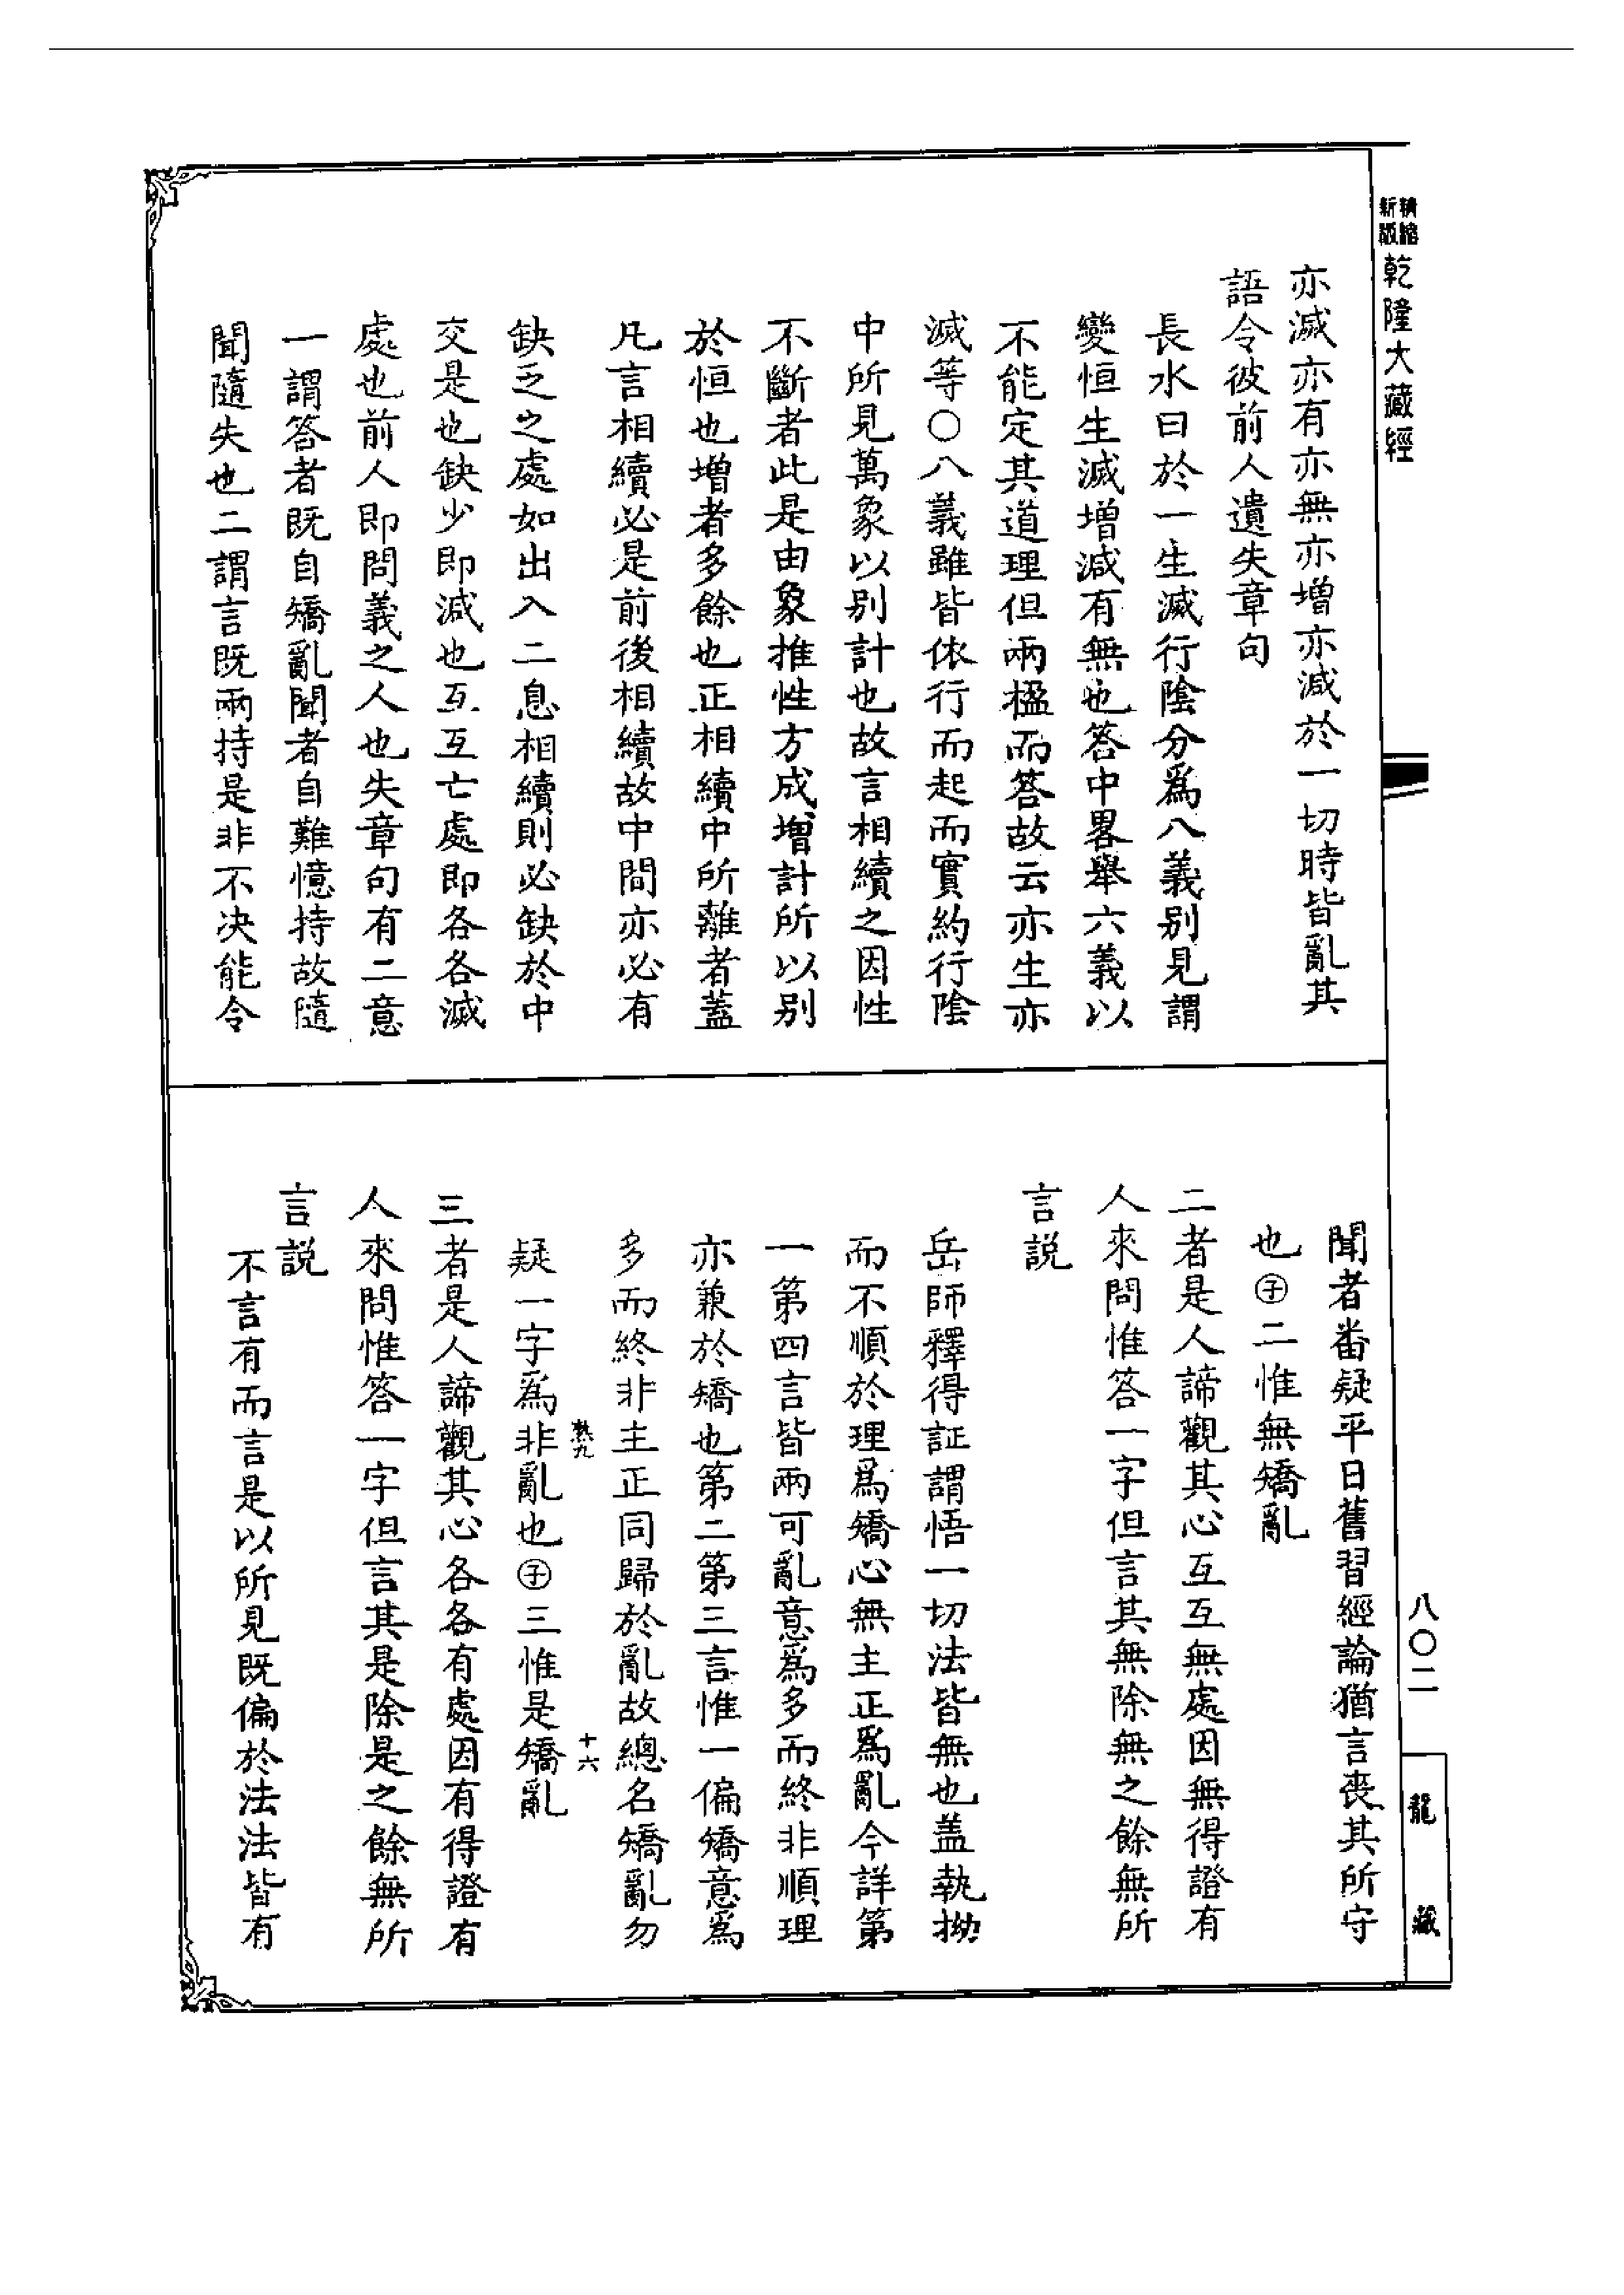 精縮新版
乾隆大藏經
亦滅亦有亦無亦增亦減於一切時皆亂其
語令彼前人遺失章句
長水曰於一生滅行陰分爲八義別見謂
變恒生滅增減有無也答中畧舉六義以
不能定其道理但兩楹而答故云亦生亦
滅等○八義雖皆依行而起而實約行陰
中所見萬象以別計也故言相續之因性
不斷者此是由象推性方成增計所以別
於恒也增者多餘也正相續中所離者蓋
凡言相續必是前後相續故中間亦必有
缺乏之處如出入二息相續則必缺於中
交是也缺少即減也互互亡處即各各滅
處也前人即問義之人也失章句有二意
一謂答者既自矯亂聞者自難憶持故隨
聞隨失也二謂言既兩持是非不决能令
聞者番疑平日舊習經論猶言喪其所守
也㊉二惟無矯亂
二者是人諦觀其心互互無處因無得證有
人來問惟答一字但言其無除無之餘無所
言説
岳師釋得証謂悟一切法皆無也盖執拗
而不順於理爲矯心無主正爲亂今詳第
一第四言皆兩可亂意爲多而終非順理
亦兼於矯也第二第三言惟一偏矯意爲
多而終非主正同歸於亂故總名矯亂勿
疑一字爲非亂也㊉三惟是矯亂
三者是人諦觀其心各各有處因有得證有
人來問惟答一字但言其是除是之餘無所
言説
不言有而言是以所見既偏於法法皆有
八〇二
龍藏